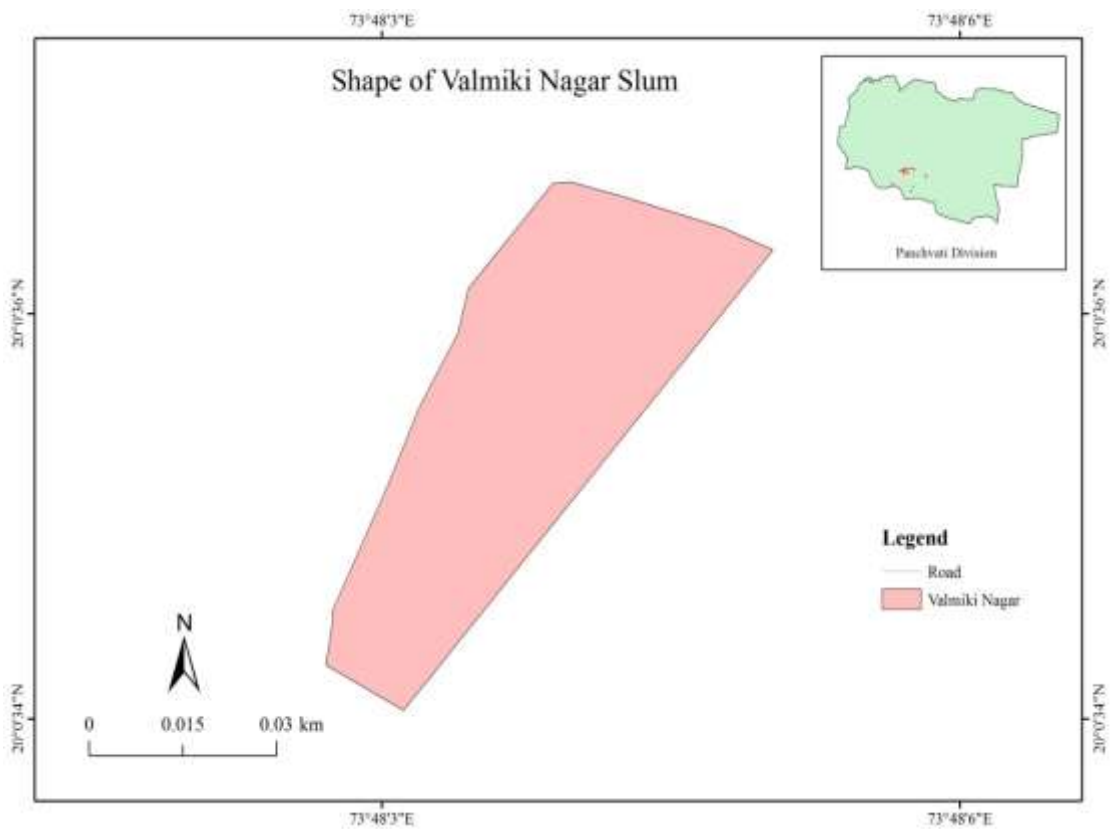 73°48'3"E
73°48'6"E
Shape of Valmiki Nagar Slum
Panchvati Division
20°0'36"N
20°0'36"N
Legend
Road
Valmiki Nagar
N
0 0.015 0.03 km
20°0'34"N
20°0'34"N
73°48'3"E
73°48'6"E